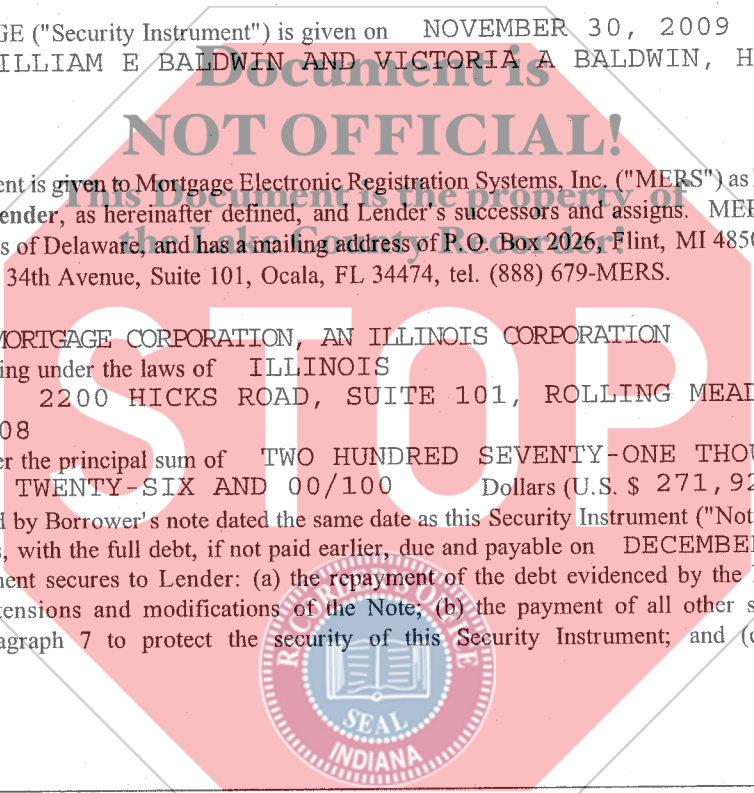 GE ("Security Instrument") is given on NOVEMBER 30, 2009
ILLIAM E BALDWIN AND VICTORIA A BALDWIN, H
Document is
NOT OFFICIAL!
ent is given to Mortgage Electronic Registration Systems, Inc. ("MERS") as
This Document is the property of
ender, as hereinafter defined, and Lender's successors and assigns. MER
the Lake County Recorder!
s of Delaware, and has a mailing address of P.O. Box 2026, Flint, MI 4850
34th Avenue, Suite 101, Ocala, FL 34474, tel. (888) 679-MERS.
STOP
MORTGAGE CORPORATION, AN ILLINOIS CORPORATION
ing under the laws of ILLINOIS
2200 HICKS ROAD, SUITE 101, ROLLING MEAD
08
er the principal sum of TWO HUNDRED SEVENTY-ONE THOU
TWENTY-SIX AND 00/100 Dollars (U.S. $ 271,92
d by Borrower's note dated the same date as this Security Instrument ("Not
s, with the full debt, if not paid earlier, due and payable on DECEMBER
ment secures to Lender: (a) the repayment of the debt evidenced by the
tensions and modifications of the Note; (b) the payment of all other s
agraph 7 to protect the security of this Security Instrument; and (c
RECORDER'S OFFICE
SEAL
INDIANA